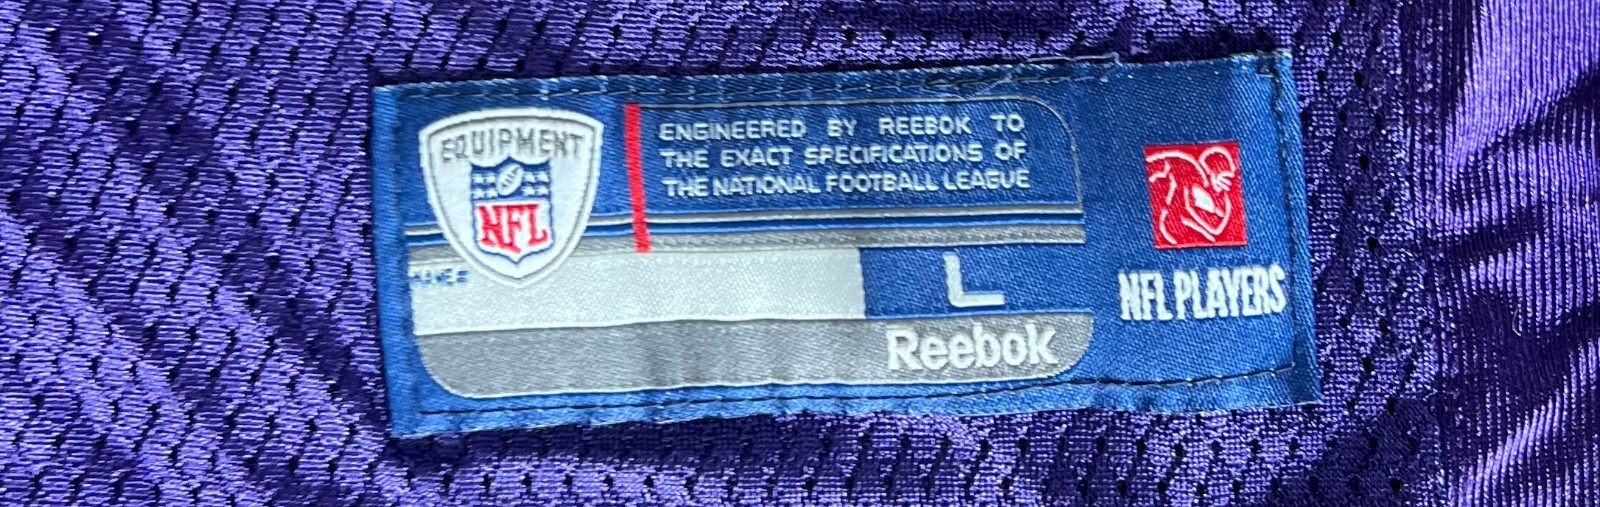 EQUIPMENT
NFL
ENGINEERED BY REEBOK TO
THE EXACT SPECIFICATIONS OF
THE NATIONAL FOOTBALL LEAGUE
L
Reebok
NFL PLAYERS